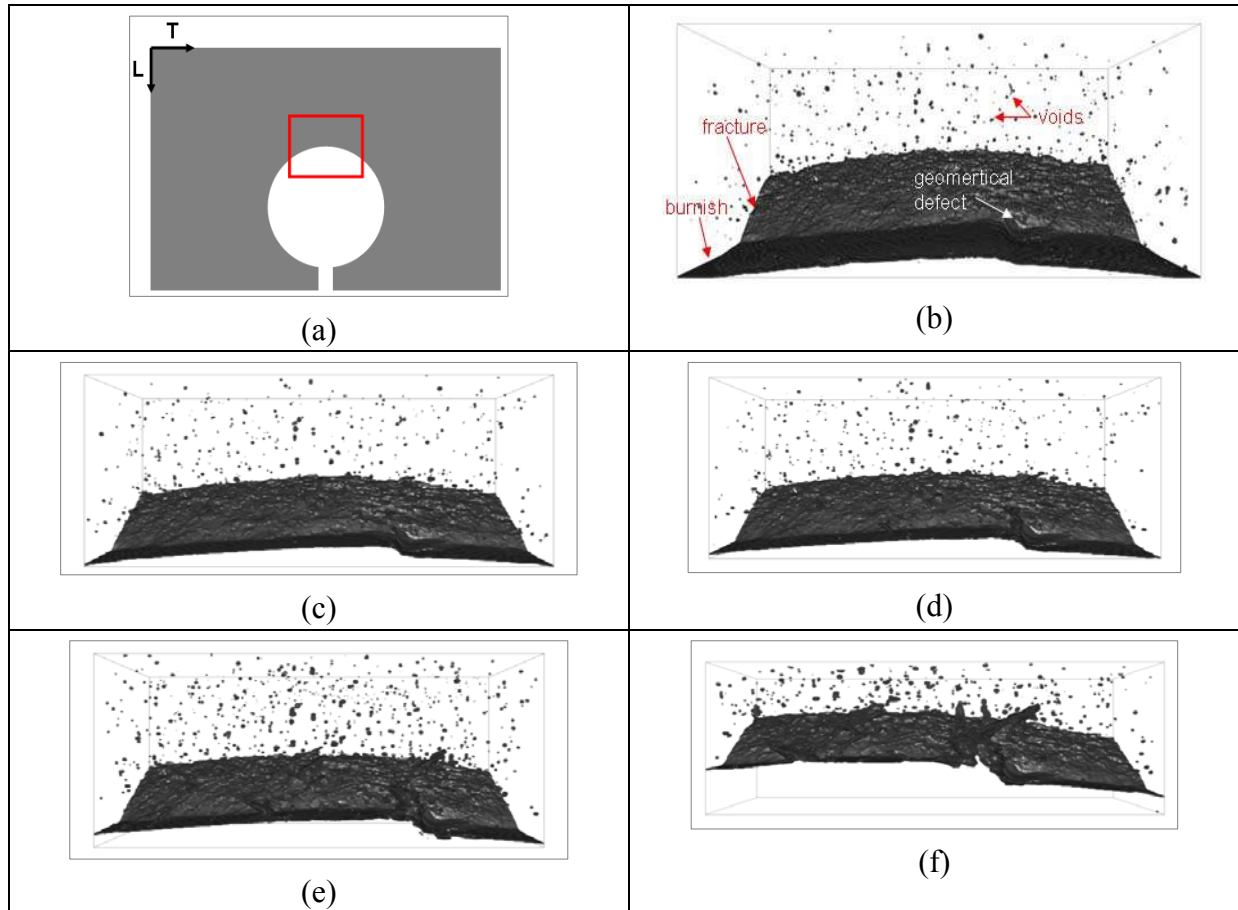 T
L
(a)
fracture
voids
geomertical
defect
burnish
(b)
(c)
(d)
(e)
(f)